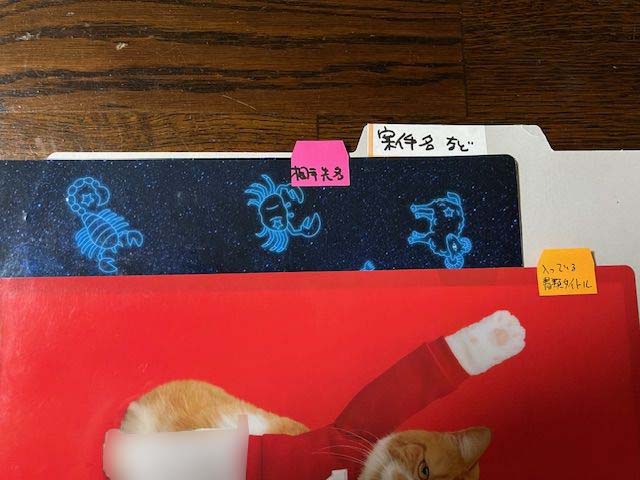 案件名 など
相手先名
入っている
書類タイトル